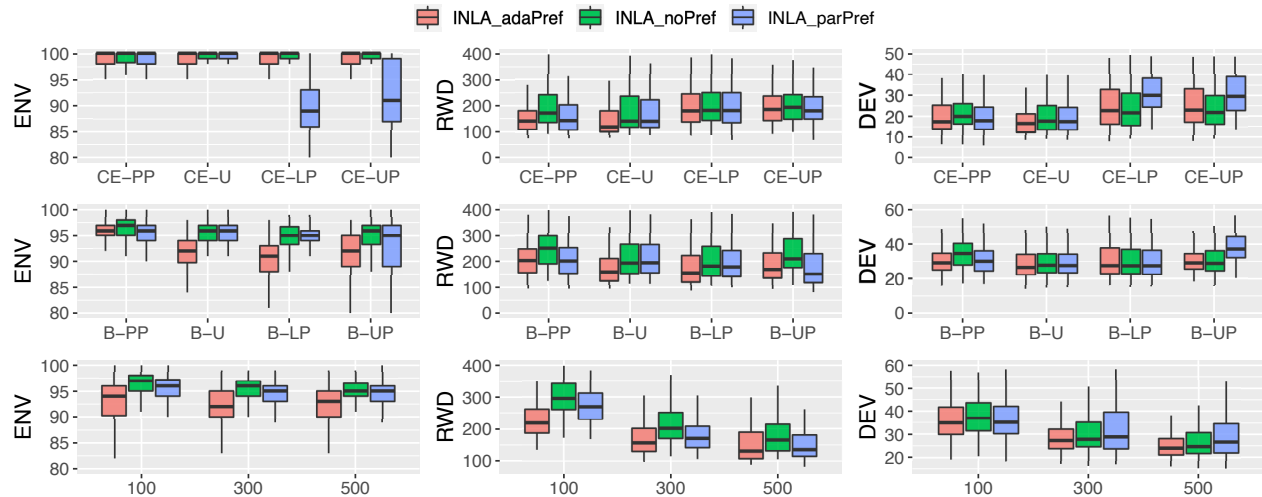 INLA_adaPref INLA_noPref INLA_parPref
ENV 100 95 90 85 80 CE−PP CE−U CE−LP CE−UP
RWD 400 300 200 100 0 CE−PP CE−U CE−LP CE−UP
DEV 50 40 30 20 10 0 CE−PP CE−U CE−LP CE−UP
ENV 100 95 90 85 80 B−PP B−U B−LP B−UP
RWD 400 300 200 100 0 B−PP B−U B−LP B−UP
DEV 60 40 20 0 B−PP B−U B−LP B−UP
ENV 100 95 90 85 80 100 300 500
RWD 400 300 200 100 100 300 500
DEV 60 50 40 30 20 100 300 500